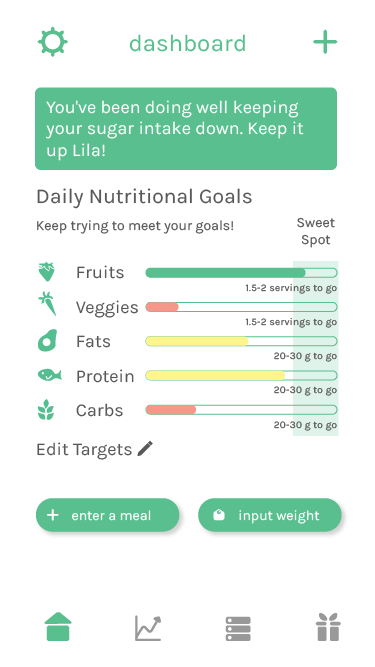 dashboard
You've been doing well keeping
your sugar intake down. Keep it
up Lila!
Daily Nutritional Goals
Keep trying to meet your goals!
Sweet
Spot
Fruits
1.5-2 servings to go
Veggies
1.5-2 servings to go
Fats
20-30 g to go
Protein
20-30 g to go
Carbs
20-30 g to go
Edit Targets
enter a meal
input weight